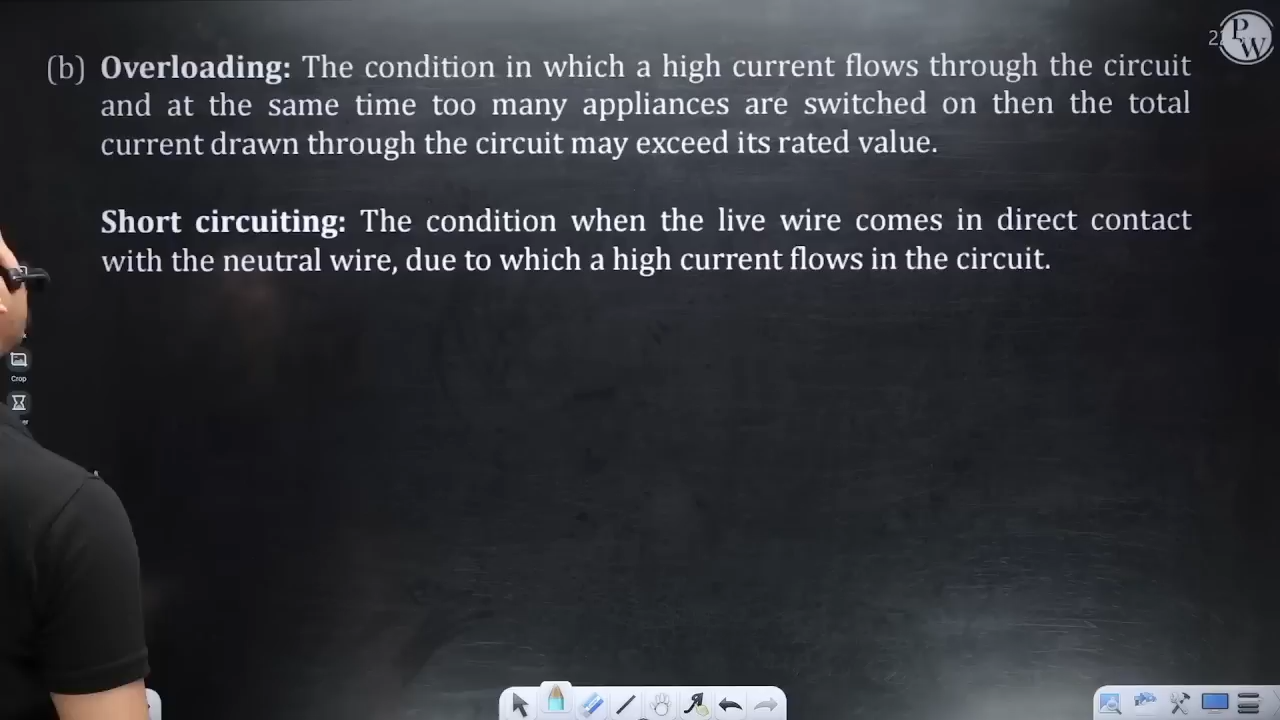 (b) Overloading: The condition in which a high current flows through the circuit
and at the same time too many appliances are switched on then the total
current drawn through the circuit may exceed its rated value.
Short circuiting: The condition when the live wire comes in direct contact
with the neutral wire, due to which a high current flows in the circuit.
PW
Crop